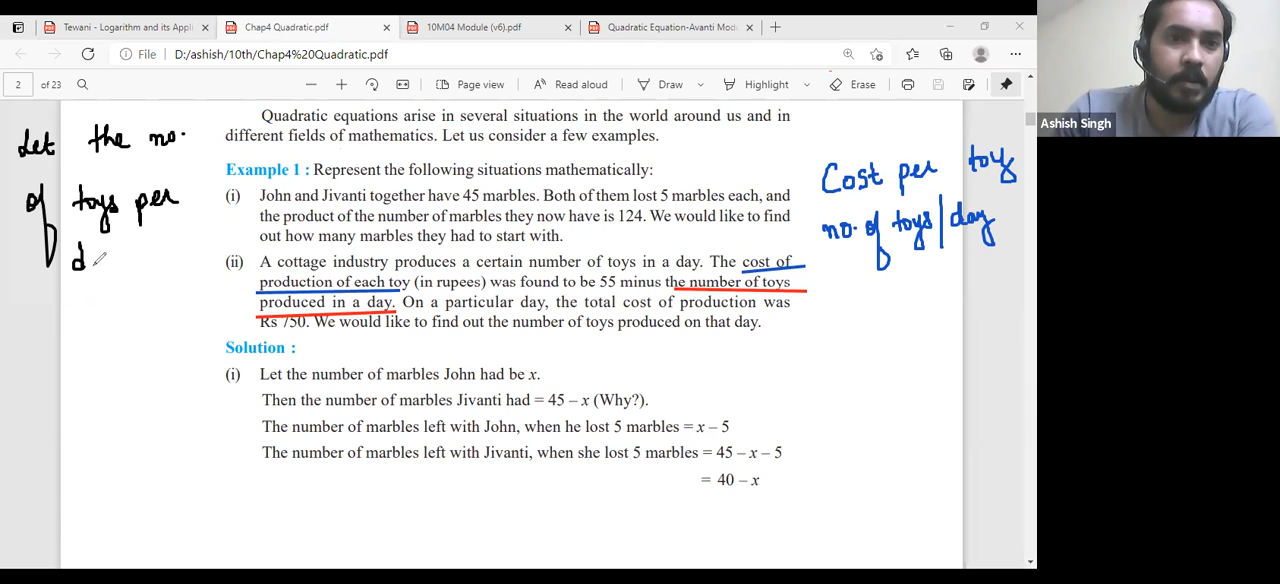 Tewani - Logarithm and its Appli
Chap4 Quadratic.pdf
10M04 Module (v6).pdf
Quadratic Equation-Avanti Modu
File
D:/ashish/10th/Chap4%20Quadratic.pdf
2
of 23
Page view
Read aloud
Draw
Highlight
Erase
Ashish Singh
Let the no.
of toys per
d
Quadratic equations arise in several situations in the world around us and in
different fields of mathematics. Let us consider a few examples.
Example 1 : Represent the following situations mathematically:
(i) John and Jivanti together have 45 marbles. Both of them lost 5 marbles each, and
the product of the number of marbles they now have is 124. We would like to find
out how many marbles they had to start with.
(ii) A cottage industry produces a certain number of toys in a day. The cost of
production of each toy (in rupees) was found to be 55 minus the number of toys
produced in a day. On a particular day, the total cost of production was
Rs 750. We would like to find out the number of toys produced on that day.
Solution :
(i) Let the number of marbles John had be x.
Then the number of marbles Jivanti had = 45 – x (Why?).
The number of marbles left with John, when he lost 5 marbles = x – 5
The number of marbles left with Jivanti, when she lost 5 marbles = 45 – x – 5
= 40 – x
Cost per toy
no. of toys/day